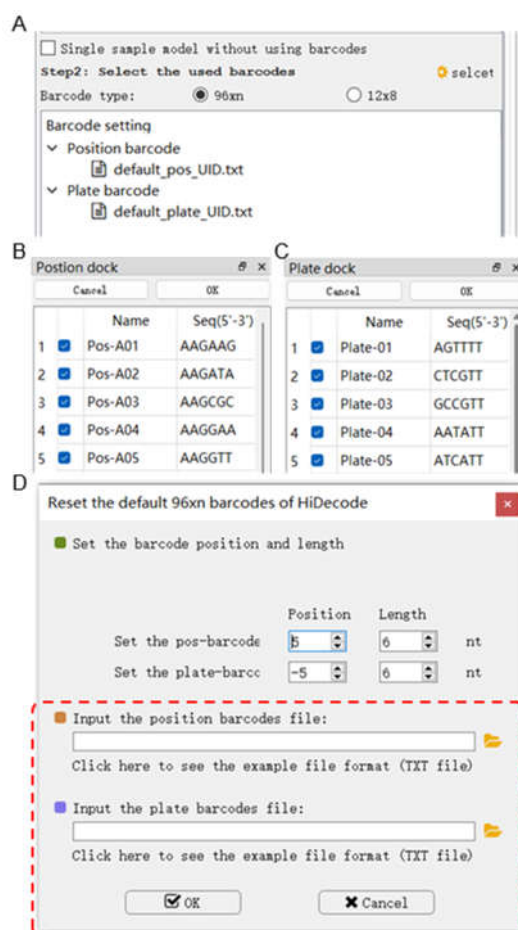 A
Single sample model without using barcodes
Step2: Select the used barcodes selcet
Barcode type: 96xn 12x8
Barcode setting
Position barcode
default_pos_UID.txt
Plate barcode
default_plate_UID.txt
B
Postion dock
Cancel OK
Name Seq(5'-3')
1 Pos-A01 AAGAAG
2 Pos-A02 AAGATA
3 Pos-A03 AAGCGC
4 Pos-A04 AAGGAA
5 Pos-A05 AAGGTT
C
Plate dock
Cancel OK
Name Seq(5'-3')
1 Plate-01 AGTTTT
2 Plate-02 CTCGTT
3 Plate-03 GCCGTT
4 Plate-04 AATATT
5 Plate-05 ATCATT
D
Reset the default 96xn barcodes of HiDecode
Set the barcode position and length
Position Length
Set the pos-barcode 5 6 nt
Set the plate-barcc -5 6 nt
Input the position barcodes file:
Click here to see the example file format (TXT file)
Input the plate barcodes file:
Click here to see the example file format (TXT file)
OK Cancel